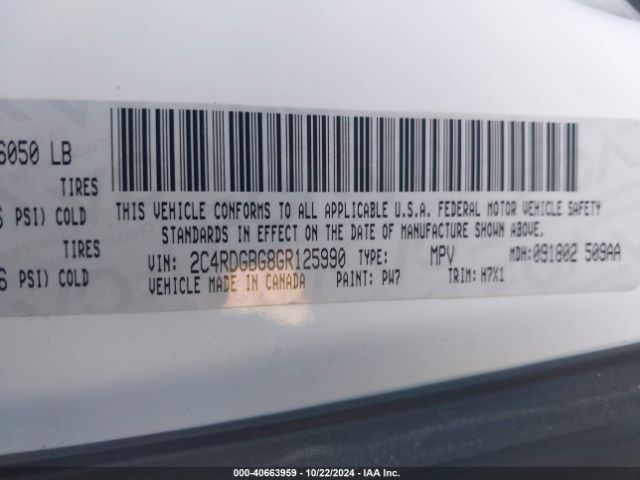 6050 LB
TIRES
PSI) COLD
TIRES
6 PSI) COLD
THIS VEHICLE CONFORMS TO ALL APPLICABLE U.S.A. FEDERAL MOTOR VEHICLE SAFETY
STANDARDS IN EFFECT ON THE DATE OF MANUFACTURE SHOWN ABOVE.
VIN: 2C4RDGBG8GR125990 TYPE: MPV MDH:091802 509AA
VEHICLE MADE IN CANADA PAINT: PW7 TRIM: H7X1
000-40663959 - 10/22/2024 - IAA Inc.